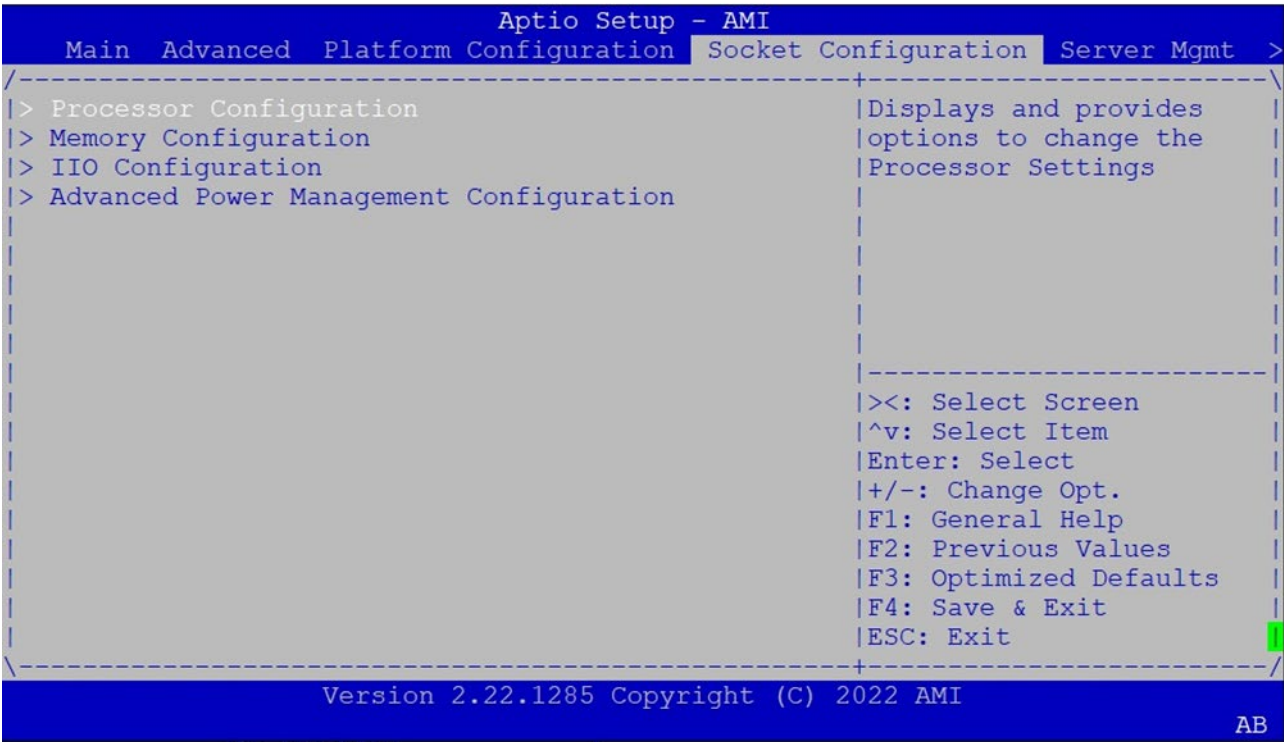 Aptio Setup - AMI
Main Advanced Platform Configuration Socket Configuration Server Mgmt >
> Processor Configuration
> Memory Configuration
> IIO Configuration
> Advanced Power Management Configuration
Displays and provides
options to change the
Processor Settings
><: Select Screen
^v: Select Item
Enter: Select
+/-: Change Opt.
F1: General Help
F2: Previous Values
F3: Optimized Defaults
F4: Save & Exit
ESC: Exit
Version 2.22.1285 Copyright (C) 2022 AMI
AB